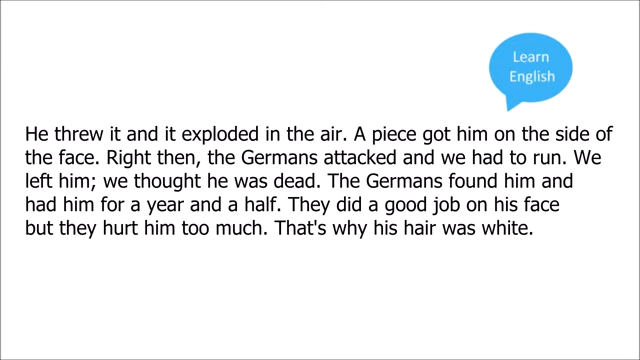 Learn
English
He threw it and it exploded in the air. A piece got him on the side of
the face. Right then, the Germans attacked and we had to run. We
left him; we thought he was dead. The Germans found him and
had him for a year and a half. They did a good job on his face
but they hurt him too much. That's why his hair was white.